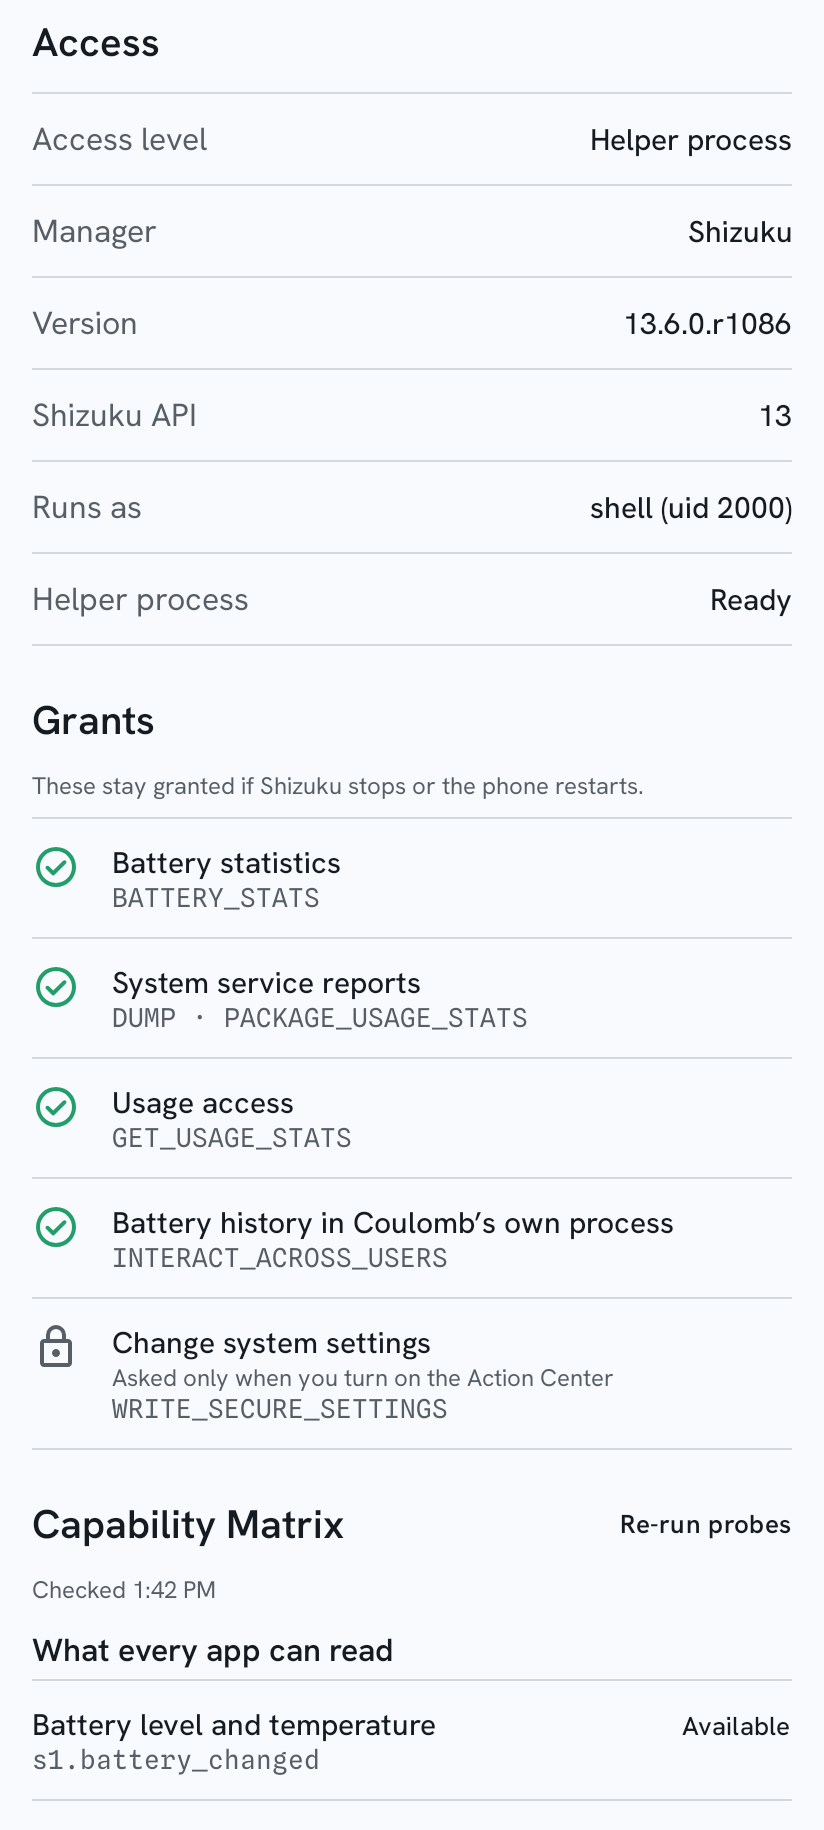 Access
Access level Helper process
Manager Shizuku
Version 13.6.0.r1086
Shizuku API 13
Runs as shell (uid 2000)
Helper process Ready
Grants
These stay granted if Shizuku stops or the phone restarts.
Battery statistics
BATTERY_STATS
System service reports
DUMP · PACKAGE_USAGE_STATS
Usage access
GET_USAGE_STATS
Battery history in Coulomb’s own process
INTERACT_ACROSS_USERS
Change system settings
Asked only when you turn on the Action Center
WRITE_SECURE_SETTINGS
Capability Matrix Re-run probes
Checked 1:42 PM
What every app can read
Battery level and temperature Available
s1.battery_changed